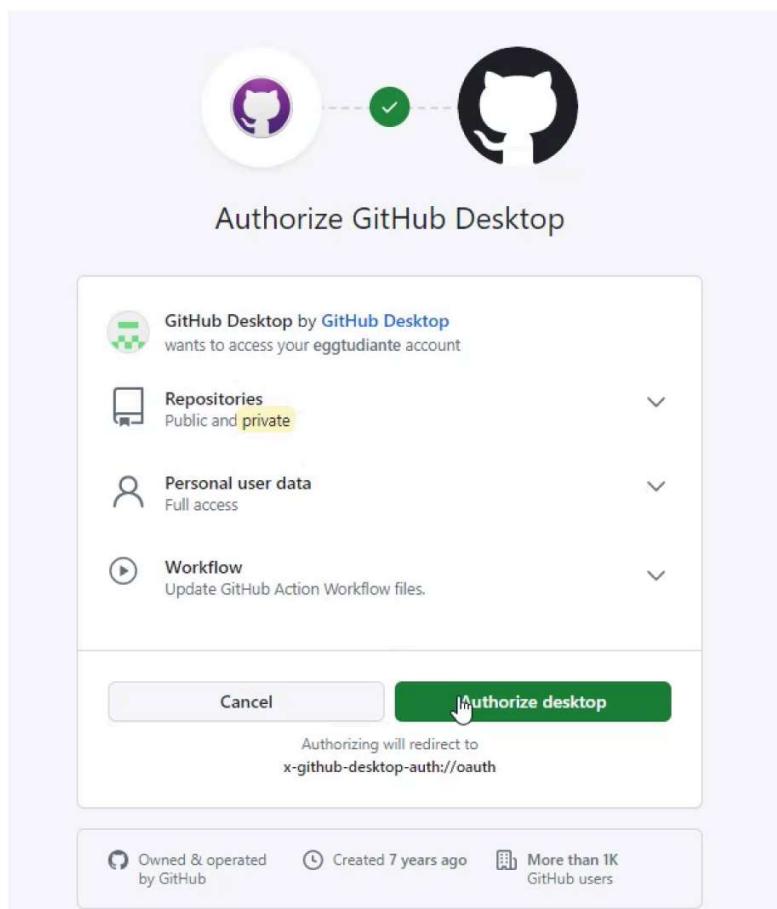 Authorize GitHub Desktop
GitHub Desktop by GitHub Desktop
wants to access your eggtudiante account
Repositories
Public and private
Personal user data
Full access
Workflow
Update GitHub Action Workflow files.
Cancel
Authorize desktop
Authorizing will redirect to
x-github-desktop-auth://oauth
Owned & operated
by GitHub
Created 7 years ago
More than 1K
GitHub users